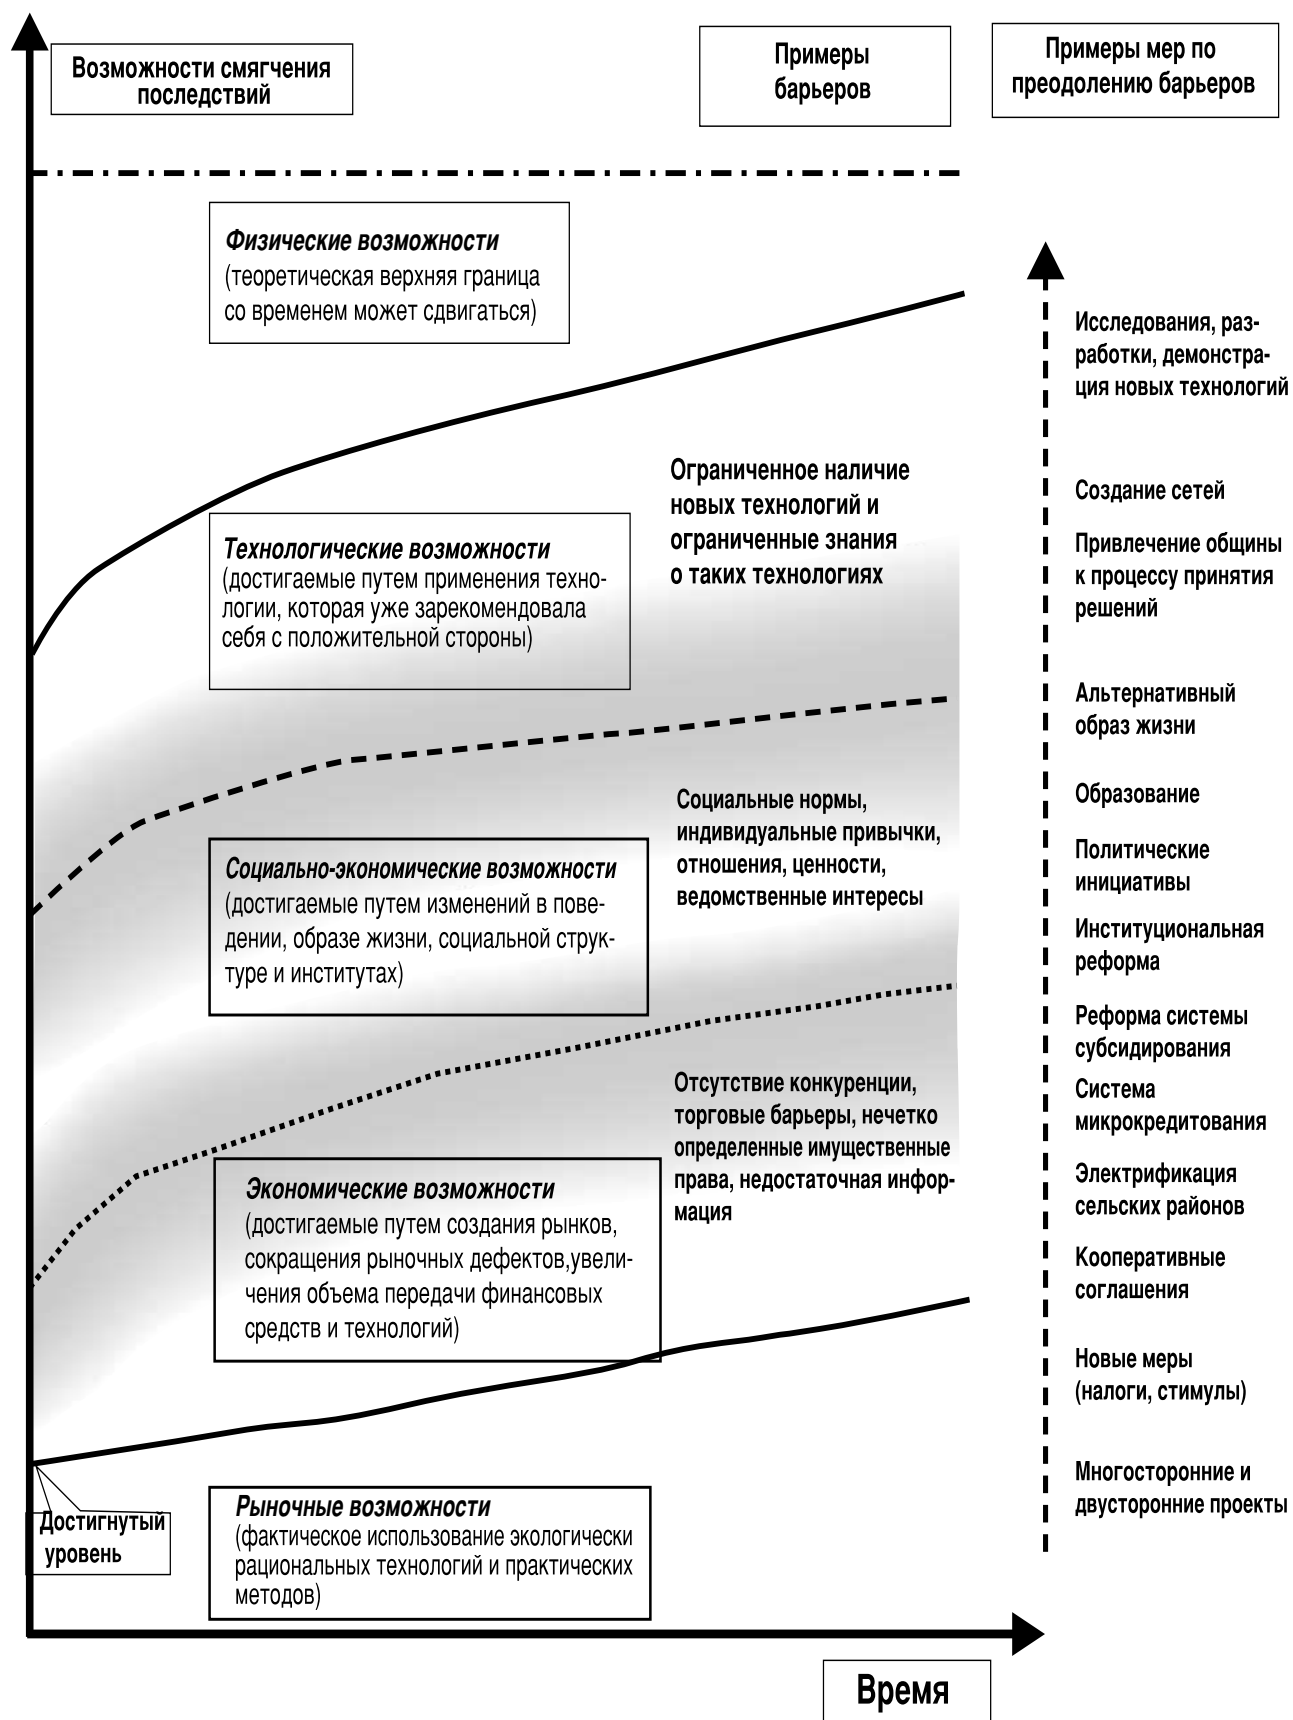 Возможности смягчения
последствий
Примеры
барьеров
Примеры мер по
преодолению барьеров
Физические возможности
(теоретическая верхняя граница
со временем может сдвигаться)
Технологические возможности
(достигаемые путем применения техно-
логии, которая уже зарекомендовала
себя с положительной стороны)
Социально-экономические возможности
(достигаемые путем изменений в пове-
дении, образе жизни, социальной струк-
туре и институтах)
Экономические возможности
(достигаемые путем создания рынков,
сокращения рыночных дефектов,увели-
чения объема передачи финансовых
средств и технологий)
Рыночные возможности
(фактическое использование экологически
рациональных технологий и практических
методов)
Достигнутый
уровень
Ограниченное наличие
новых технологий и
ограниченные знания
о таких технологиях
Социальные нормы,
индивидуальные привычки,
отношения, ценности,
ведомственные интересы
Отсутствие конкуренции,
торговые барьеры, нечетко
определенные имущественные
права, недостаточная инфор-
мация
Исследования, раз-
работки, демонстра-
ция новых технологий
Создание сетей
Привлечение общины
к процессу принятия
решений
Альтернативный
образ жизни
Образование
Политические
инициативы
Институциональная
реформа
Реформа системы
субсидирования
Система
микрокредитования
Электрификация
сельских районов
Кооперативные
соглашения
Новые меры
(налоги, стимулы)
Многосторонние и
двусторонние проекты
Время